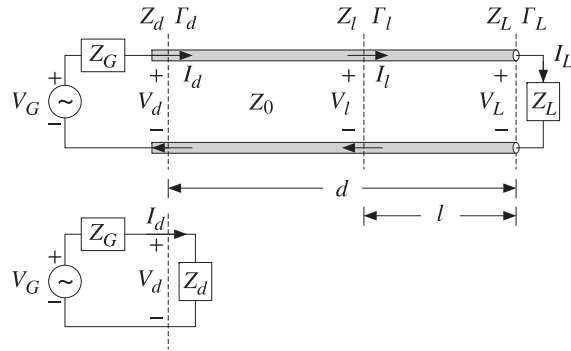 Z_d Γ_d Z_l Γ_l Z_L Γ_L
Z_G I_d I_l I_L
+ + + +
V_G ~ V_d Z_0 V_l V_L Z_L
− − − −
d
l
Z_G I_d
+ +
V_G ~ V_d Z_d
− −